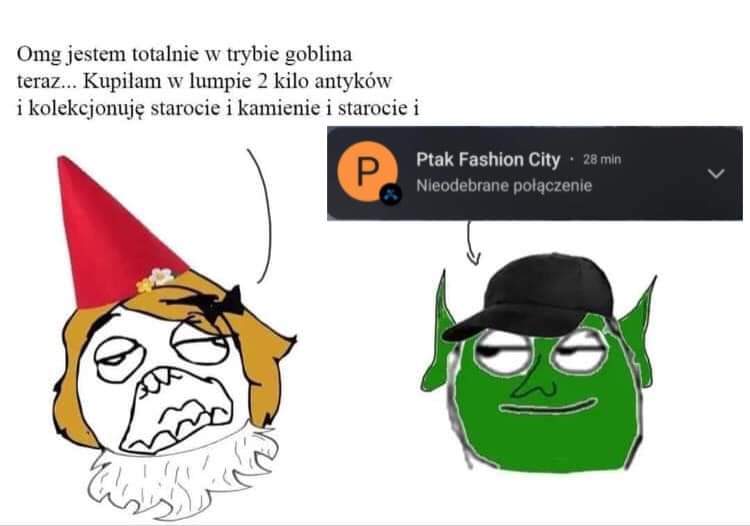 Omg jestem totalnie w trybie goblina
teraz... Kupiłam w lumpie 2 kilo antyków
i kolekcjonuję starocie i kamienie i starocie i
P
Ptak Fashion City · 28 min
Nieodebrane połączenie